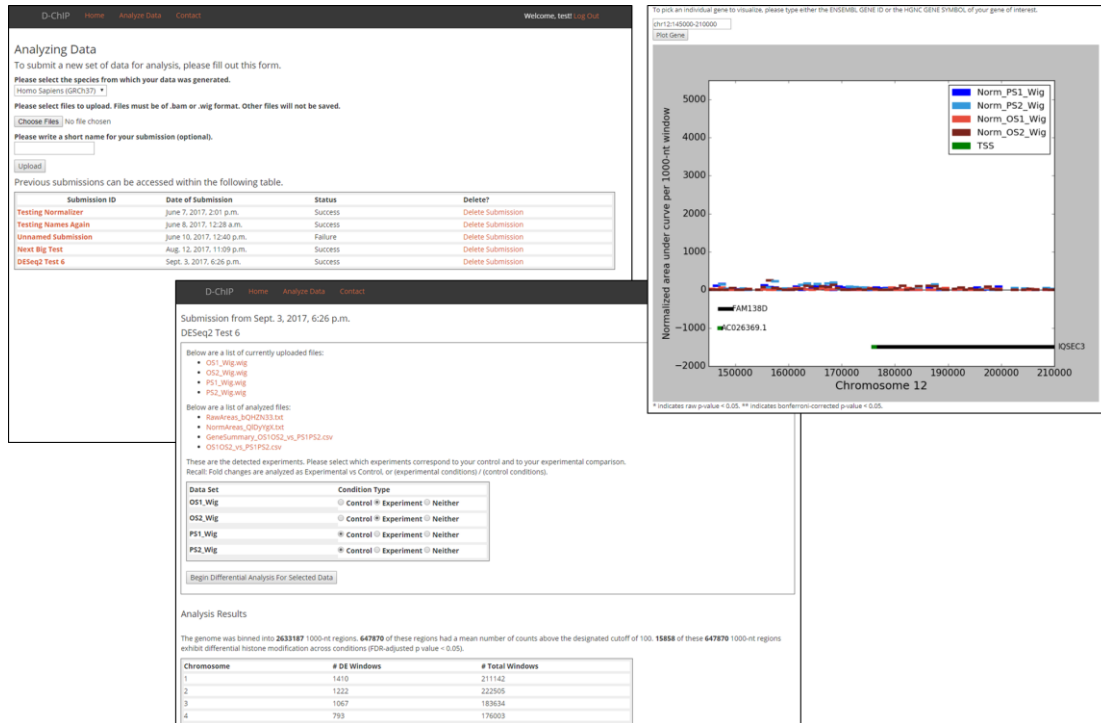 D-ChIP Home Analyze Data Contact Welcome, test! Log Out
Analyzing Data
To submit a new set of data for analysis, please fill out this form.
Please select the species from which your data was generated.
Homo Sapiens (GRCh37)
Please select files to upload. Files must be of .bam or .wig format. Other files will not be saved.
Choose Files No file chosen
Please write a short name for your submission (optional).
Upload
Previous submissions can be accessed within the following table.
Submission ID Date of Submission Status Delete?
Testing Normalizer June 7, 2017, 2:01 p.m. Success Delete Submission
Testing Names Again June 8, 2017, 12:28 a.m. Success Delete Submission
Unnamed Submission June 10, 2017, 12:40 p.m. Failure Delete Submission
Next Big Test Aug. 12, 2017, 11:09 p.m. Success Delete Submission
DESeq2 Test 6 Sept. 3, 2017, 6:26 p.m. Success Delete Submission
To pick an individual gene to visualize, please type either the ENSEMBL GENE ID or the HGNC GENE SYMBOL of your gene of interest.
chr12:145000-210000
Plot Gene
Normalized area under curve per 1000-nt window
5000
4000
3000
2000
1000
0
−1000
−2000
Norm_PS1_Wig
Norm_PS2_Wig
Norm_OS1_Wig
Norm_OS2_Wig
TSS
FAM138D
AC026369.1
IQSEC3
150000 160000 170000 180000 190000 200000 210000
Chromosome 12
* indicates raw p-value < 0.05. ** indicates bonferroni-corrected p-value < 0.05.
D-ChIP Home Analyze Data Contact
Submission from Sept. 3, 2017, 6:26 p.m.
DESeq2 Test 6
Below are a list of currently uploaded files:
• OS1_Wig.wig
• OS2_Wig.wig
• PS1_Wig.wig
• PS2_Wig.wig
Below are a list of analyzed files:
• RawAreas_bQHZN33.txt
• NormAreas_QlDyYgX.txt
• GeneSummary_OS1OS2_vs_PS1PS2.csv
• OS1OS2_vs_PS1PS2.csv
These are the detected experiments. Please select which experiments correspond to your control and to your experimental comparison.
Recall: Fold changes are analyzed as Experimental vs Control, or (experimental conditions) / (control conditions).
Data Set Condition Type
OS1_Wig Control Experiment Neither
OS2_Wig Control Experiment Neither
PS1_Wig Control Experiment Neither
PS2_Wig Control Experiment Neither
Begin Differential Analysis For Selected Data
Analysis Results
The genome was binned into 2633187 1000-nt regions. 647870 of these regions had a mean number of counts above the designated cutoff of 100. 15858 of these 647870 1000-nt regions
exhibit differential histone modification across conditions (FDR-adjusted p value < 0.05).
Chromosome # DE Windows # Total Windows
1 1410 211142
2 1222 222505
3 1067 183634
4 793 176003